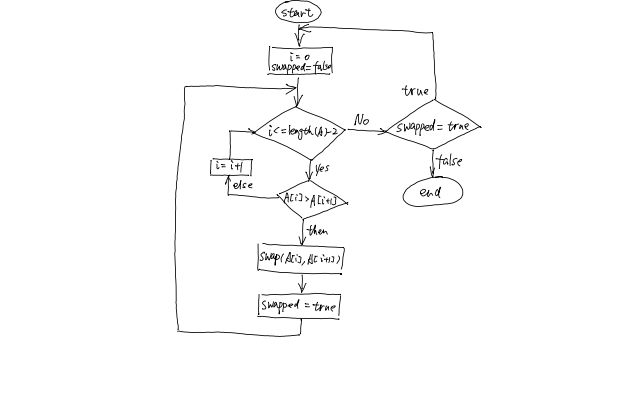 start
i = 0
swapped = false
true
i <= length(A)-2
No
swapped = true
i = i+1
yes
false
else
A[i] > A[i+1]
end
then
swap(A[i], A[i+1])
swapped = true